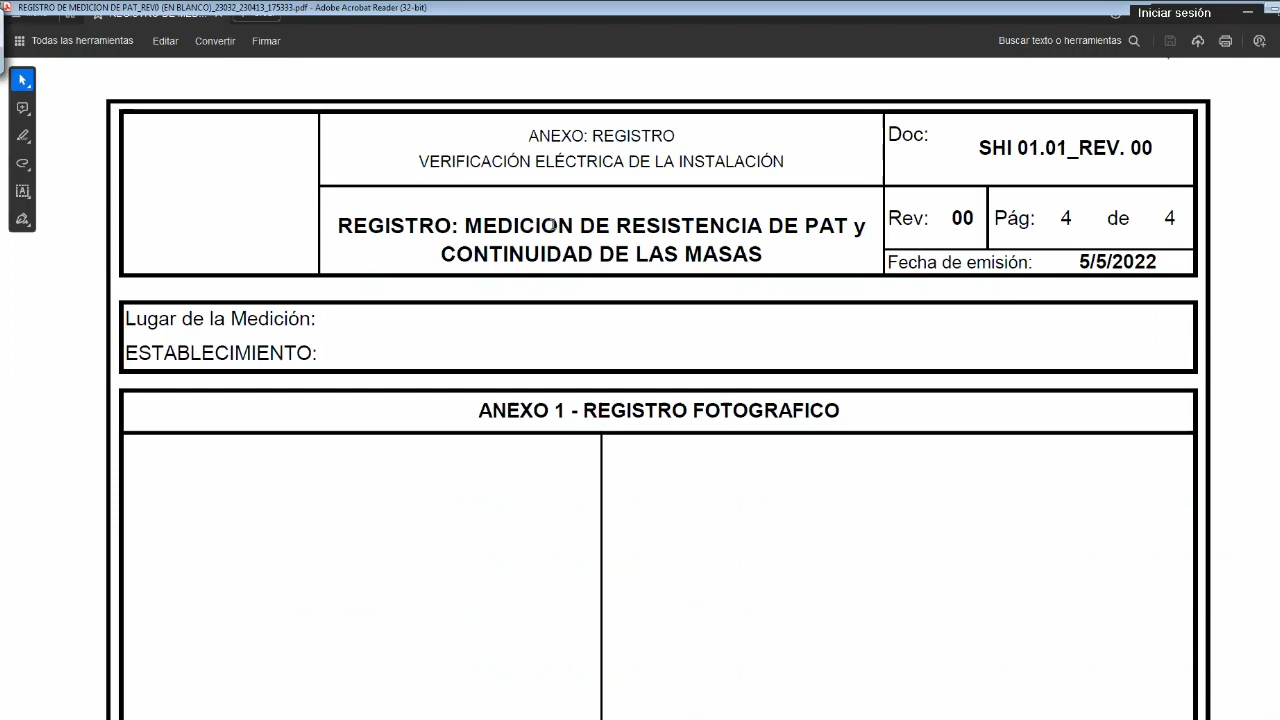 REGISTRO DE MEDICION DE PAT_REV0 (EN BLANCO)_23032_230413_175333.pdf - Adobe Acrobat Reader (32-bit)
Iniciar sesión
Todas las herramientas Editar Convertir Firmar Buscar texto o herramientas
ANEXO: REGISTRO
VERIFICACIÓN ELÉCTRICA DE LA INSTALACIÓN
Doc: SHI 01.01_REV. 00
REGISTRO: MEDICION DE RESISTENCIA DE PAT y
CONTINUIDAD DE LAS MASAS
Rev: 00 Pág: 4 de 4
Fecha de emisión: 5/5/2022
Lugar de la Medición:
ESTABLECIMIENTO:
ANEXO 1 - REGISTRO FOTOGRAFICO